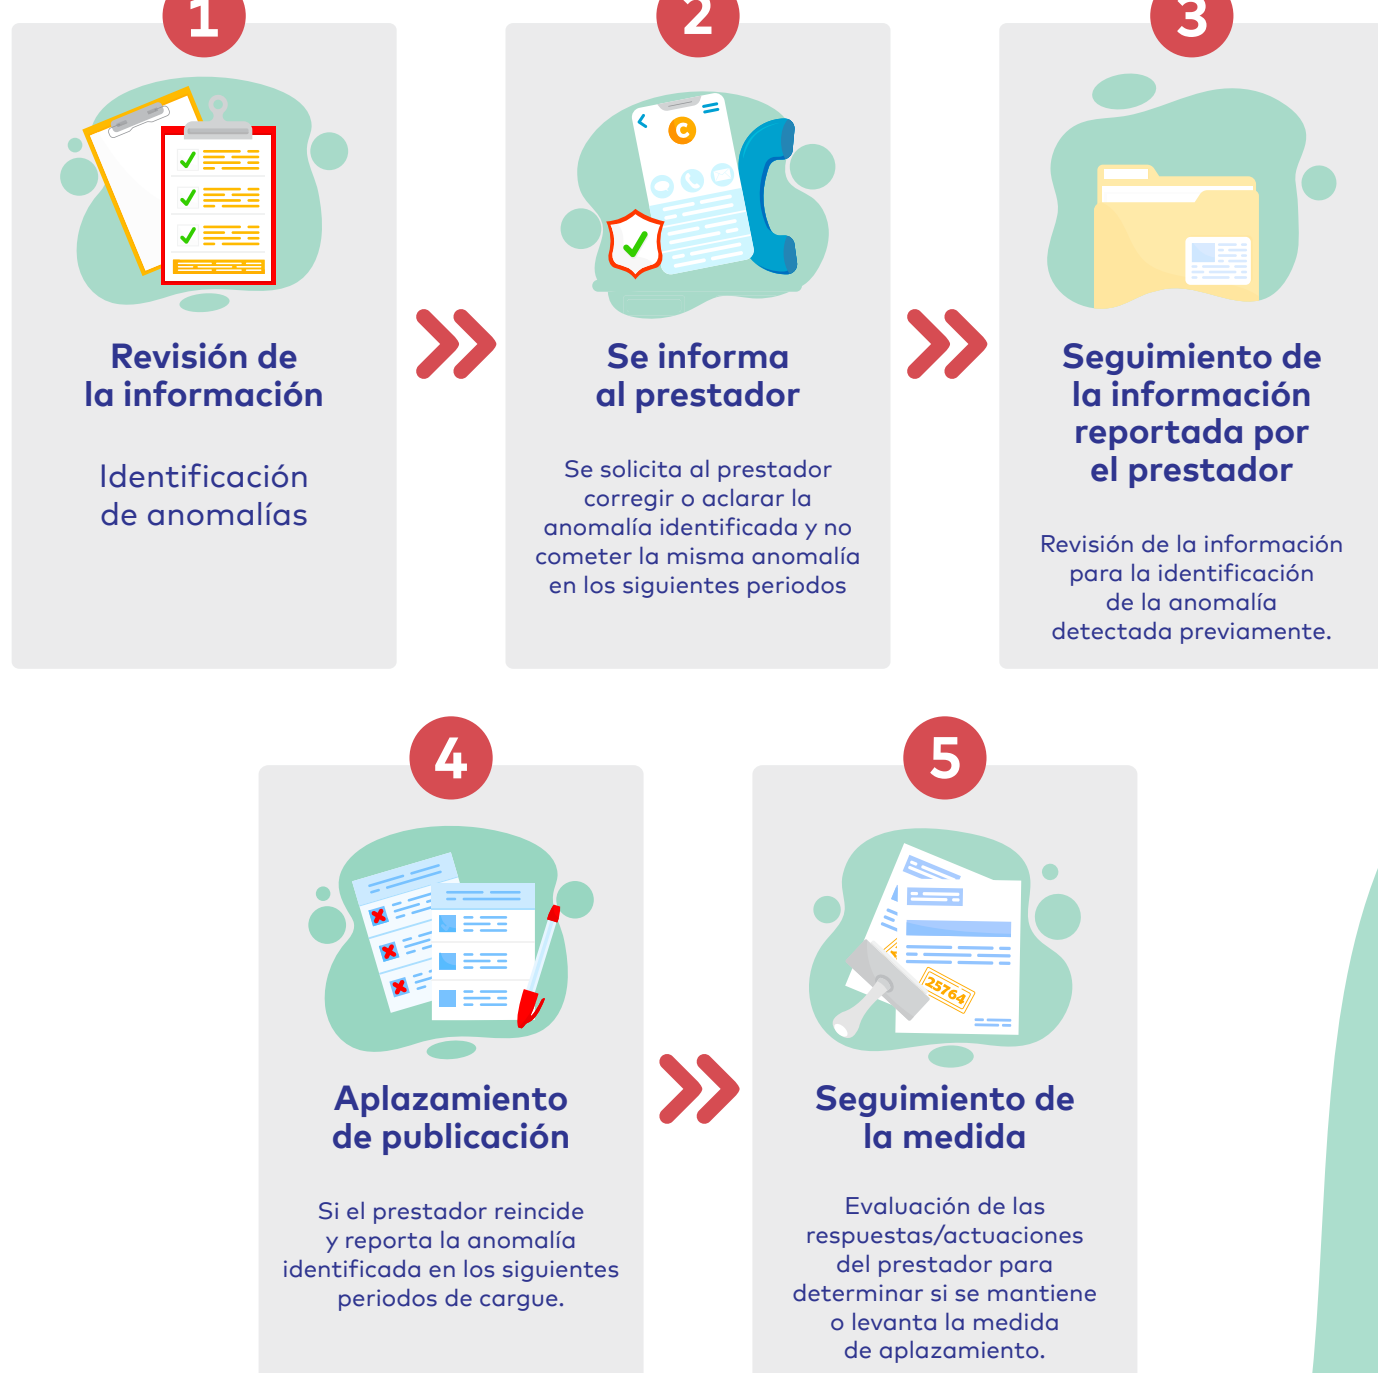 1
Revisión de
la información
Identificación
de anomalías
2
C
Se informa
al prestador
Se solicita al prestador
corregir o aclarar la
anomalía identificada y no
cometer la misma anomalía
en los siguientes periodos
3
Seguimiento de
la información
reportada por
el prestador
Revisión de la información
para la identificación
de la anomalía
detectada previamente.
4
Aplazamiento
de publicación
Si el prestador reincide
y reporta la anomalía
identificada en los siguientes
periodos de cargue.
5
25764
Seguimiento de
la medida
Evaluación de las
respuestas/actuaciones
del prestador para
determinar si se mantiene
o levanta la medida
de aplazamiento.